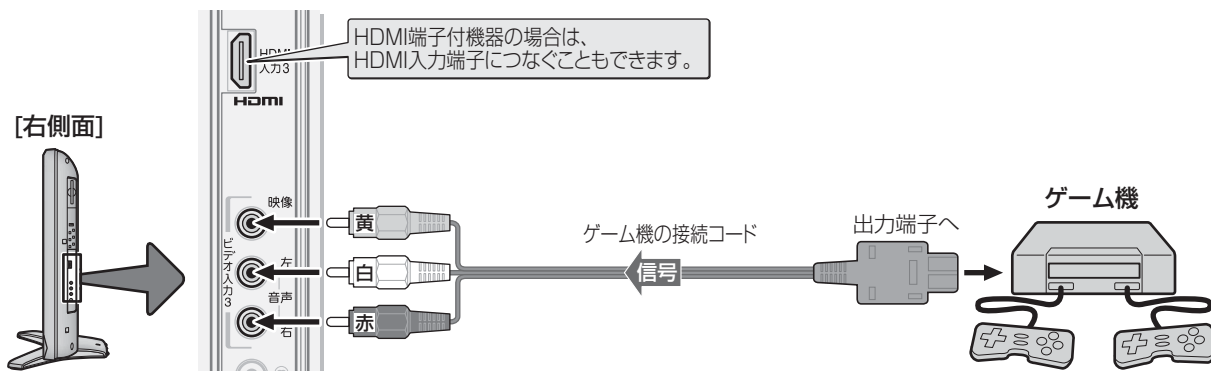 HDMI
入力3
HDMI端子付機器の場合は、
HDMI入力端子につなぐこともできます。
HDMI
[右側面]
映像
ビデオ入力3
左
音声
右
黄
白
赤
ゲーム機の接続コード
信号
出力端子へ
ゲーム機